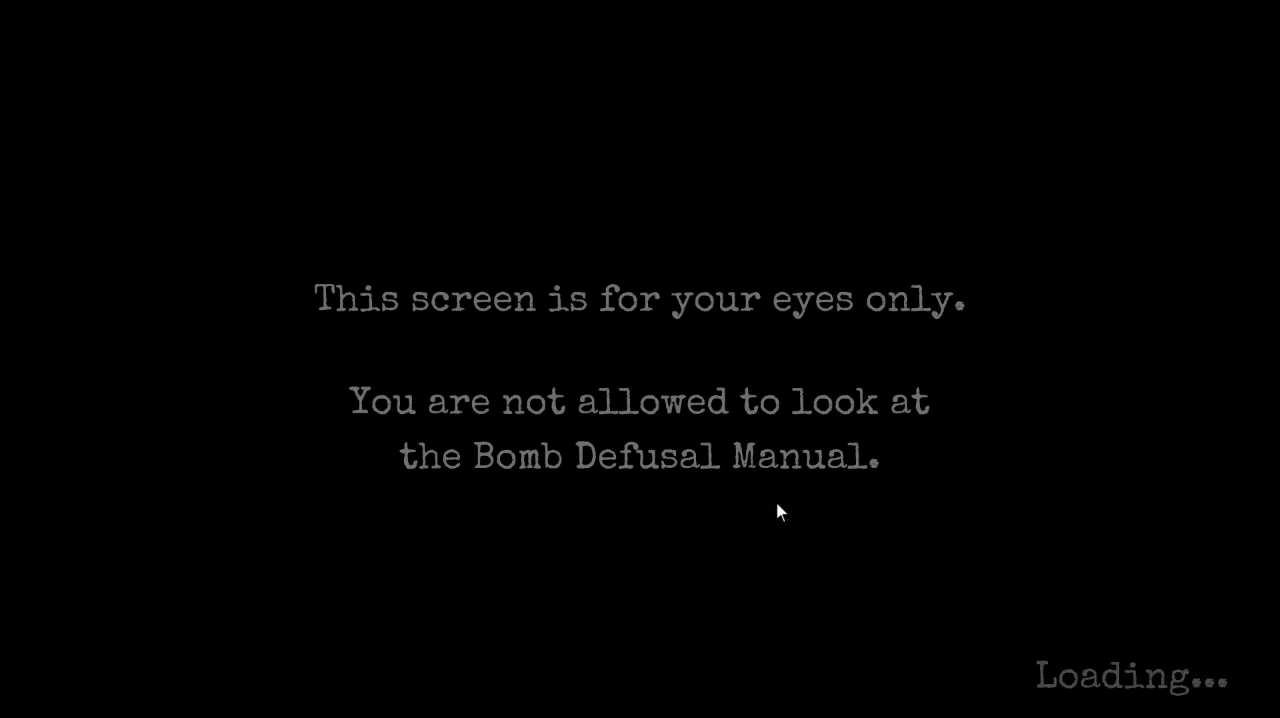 This screen is for your eyes only.
You are not allowed to look at
the Bomb Defusal Manual.
Loading...